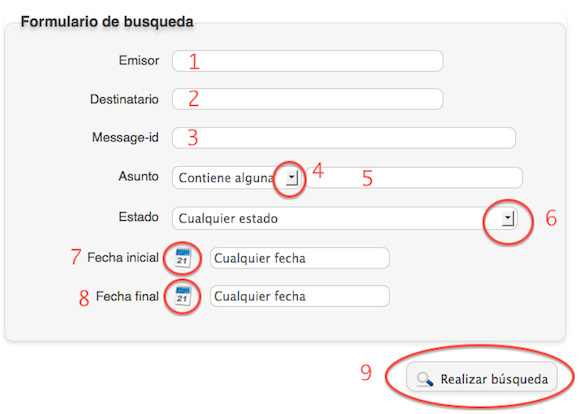 Formulario de busqueda
Emisor 1
Destinatario 2
Message-id 3
Asunto Contiene alguna 4 5
Estado Cualquier estado 6
7 Fecha inicial 21 Cualquier fecha
8 Fecha final 21 Cualquier fecha
9 Realizar búsqueda